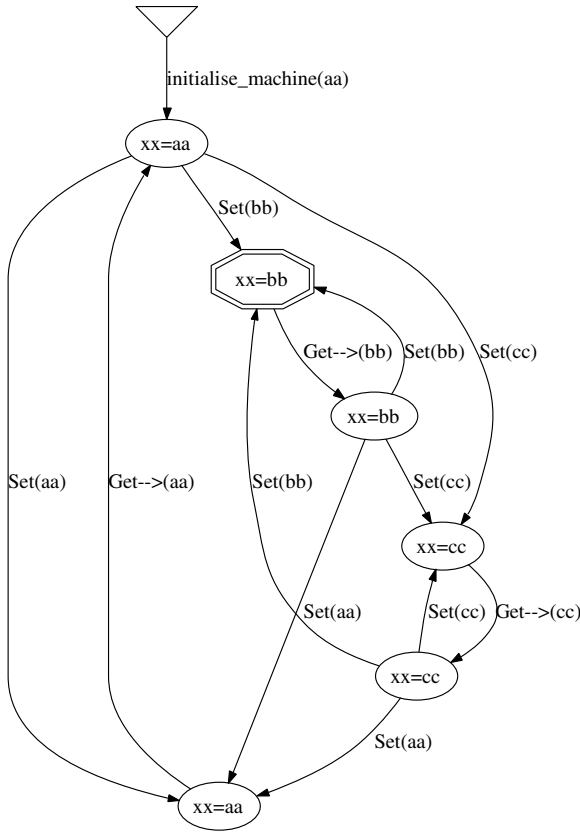 initialise_machine(aa)
xx=aa
Set(bb)
xx=bb
Get-->(bb)
Set(bb)
Set(cc)
xx=bb
Set(aa)
Get-->(aa)
Set(bb)
Set(cc)
xx=cc
Set(aa)
Set(cc)
Get-->(cc)
xx=cc
Set(aa)
xx=aa